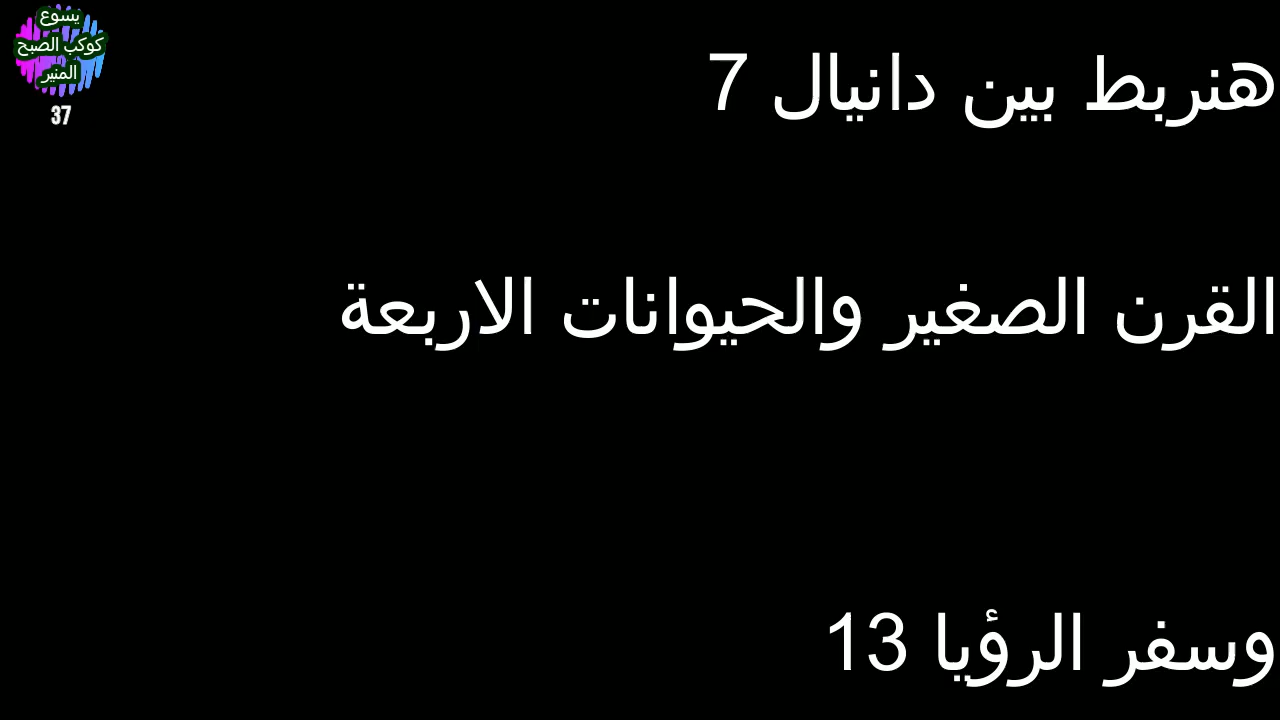 يسوع
كوكب الصبح
المنير
37
هنربط بين دانيال 7
القرن الصغير والحيوانات الاربعة
وسفر الرؤيا 13